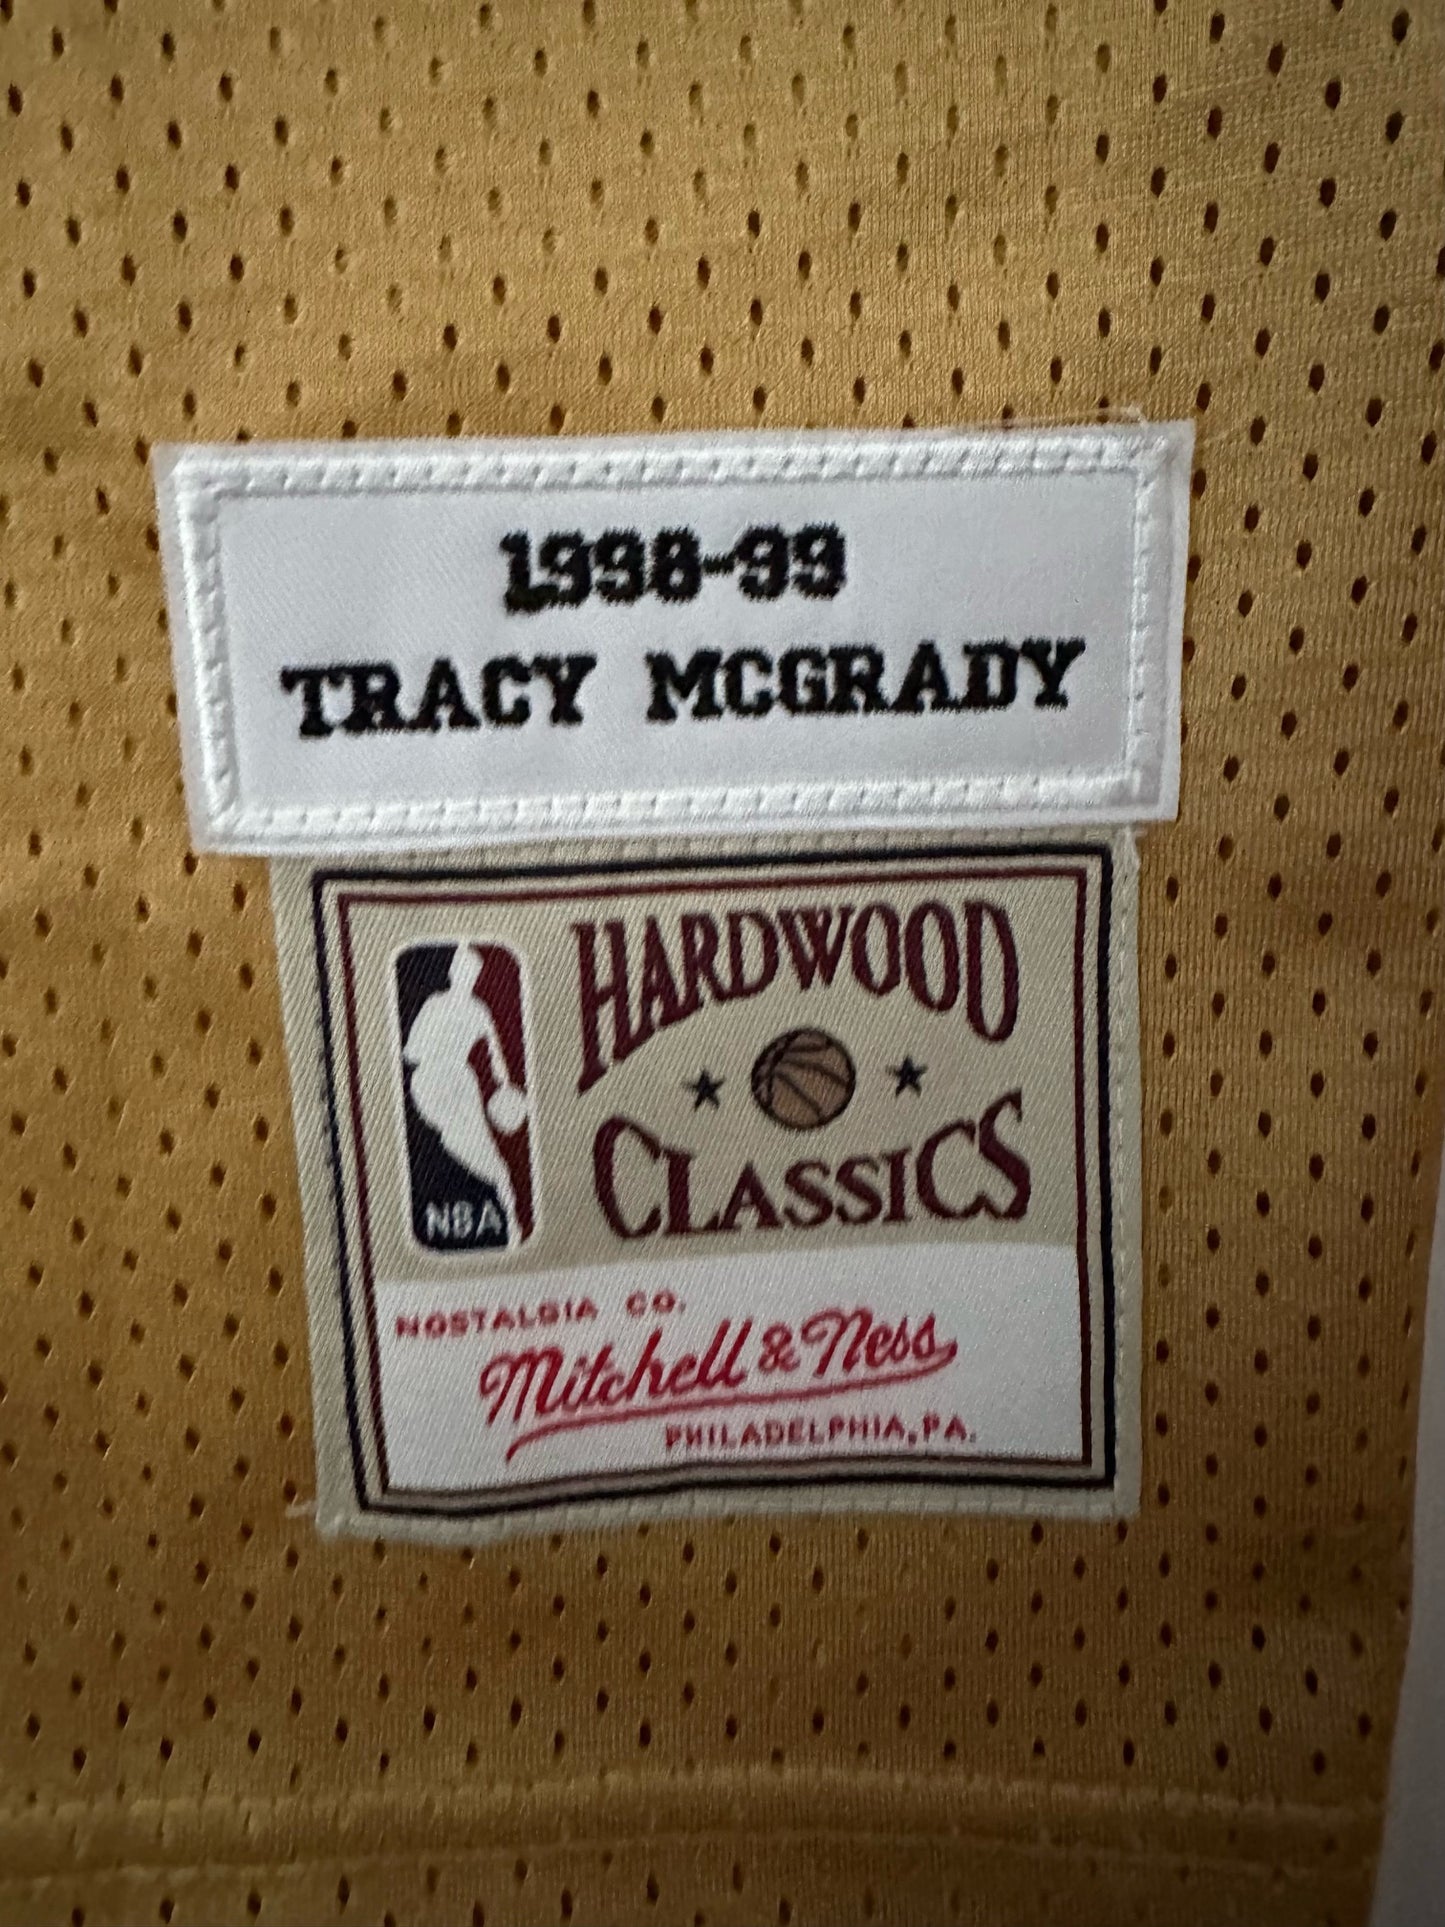 1998-99
TRACY MCGRADY
HARDWOOD
CLASSICS
NBA
NOSTALGIA CO.
Mitchell & Ness
PHILADELPHIA, PA.